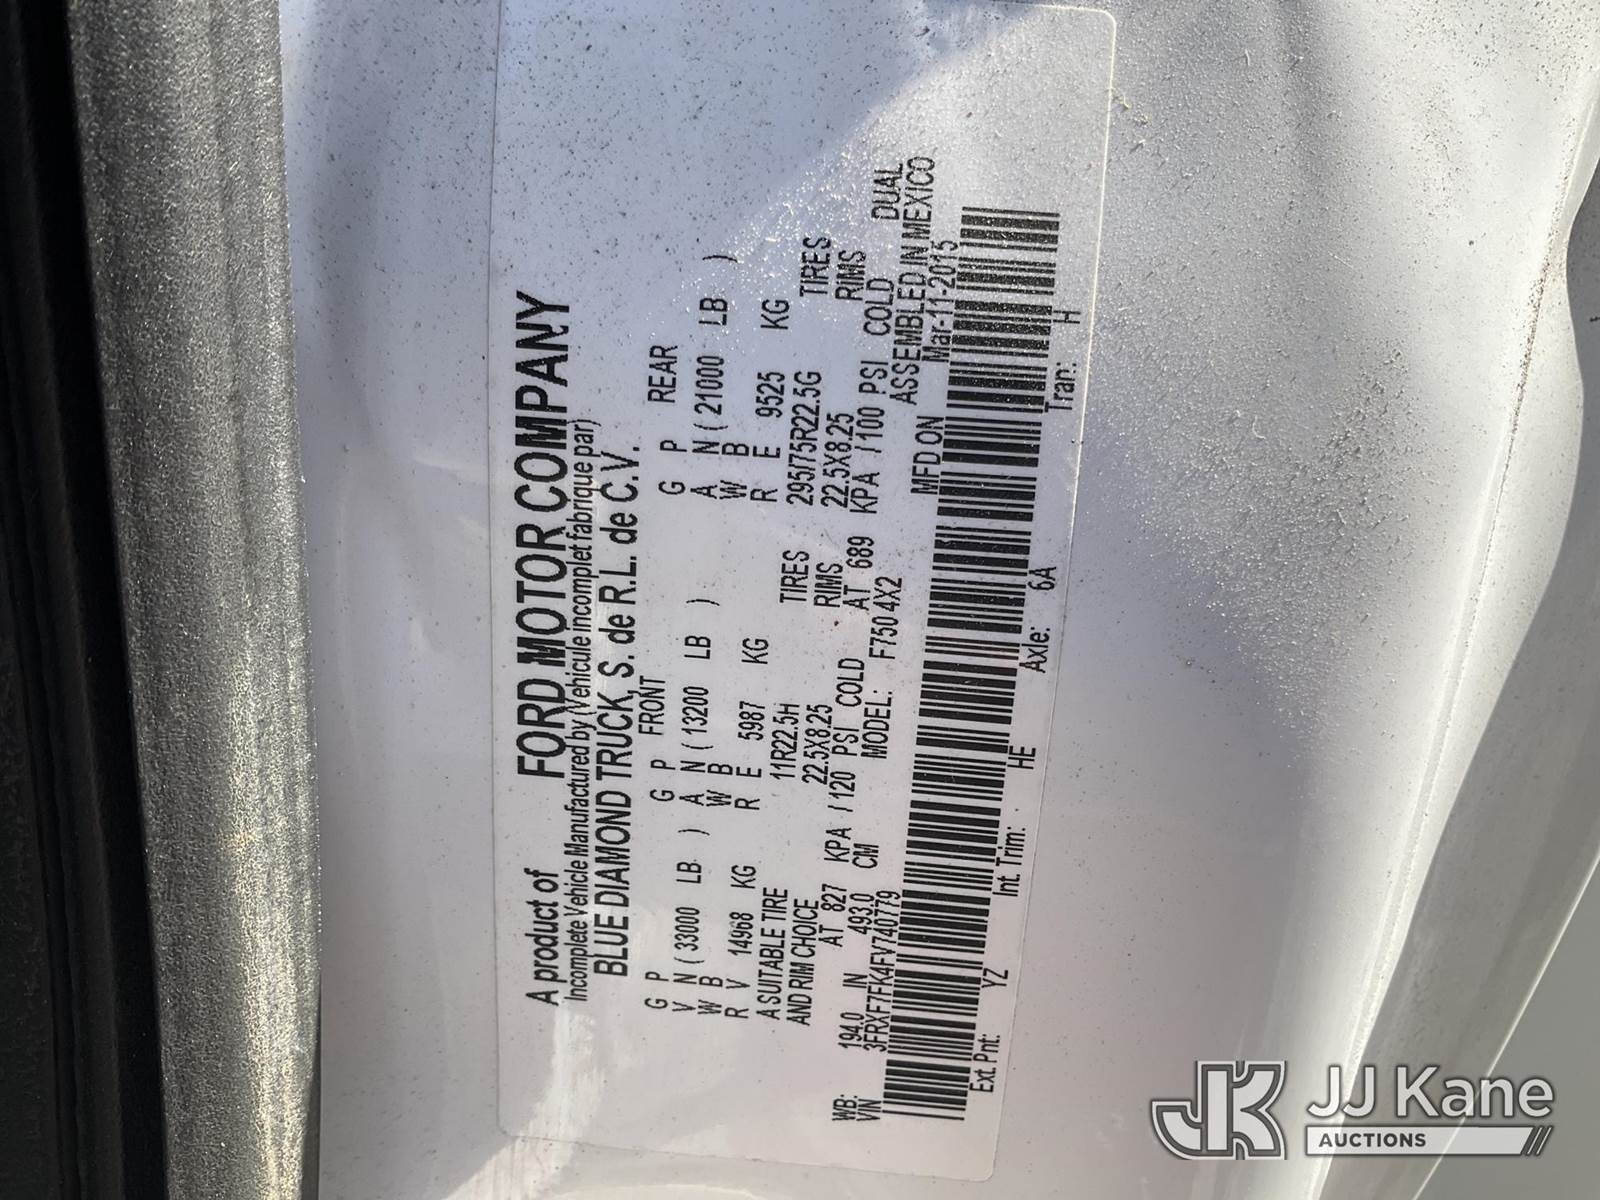 A product of FORD MOTOR COMPANY
Incomplete Vehicle Manufactured by (Vehicule incomplet fabrique par)
BLUE DIAMOND TRUCK, S. de R.L. de C.V.
FRONT REAR
G P G P G P
V N ( 33000 LB ) A N ( 13200 LB ) A N ( 21000 LB )
W B W B W B
R V 14968 KG R E 5987 KG R E 9525 KG
A SUITABLE TIRE 11R22.5H TIRES 295/75R22.5G TIRES
AND RIM CHOICE 22.5X8.25 RIMS 22.5X8.25 RIMS
AT 827 KPA / 120 PSI COLD AT 689 KPA / 100 PSI COLD DUAL
WB: 194.0 IN 493.0 CM MODEL: F750 4X2 ASSEMBLED IN MEXICO
VIN 3FRXF7FK4FV740779 MFD ON Mar-11-2015
Ext. Pnt: YZ Int. Trim: HE Axle: 6A Tran: H
JK JJ Kane
AUCTIONS